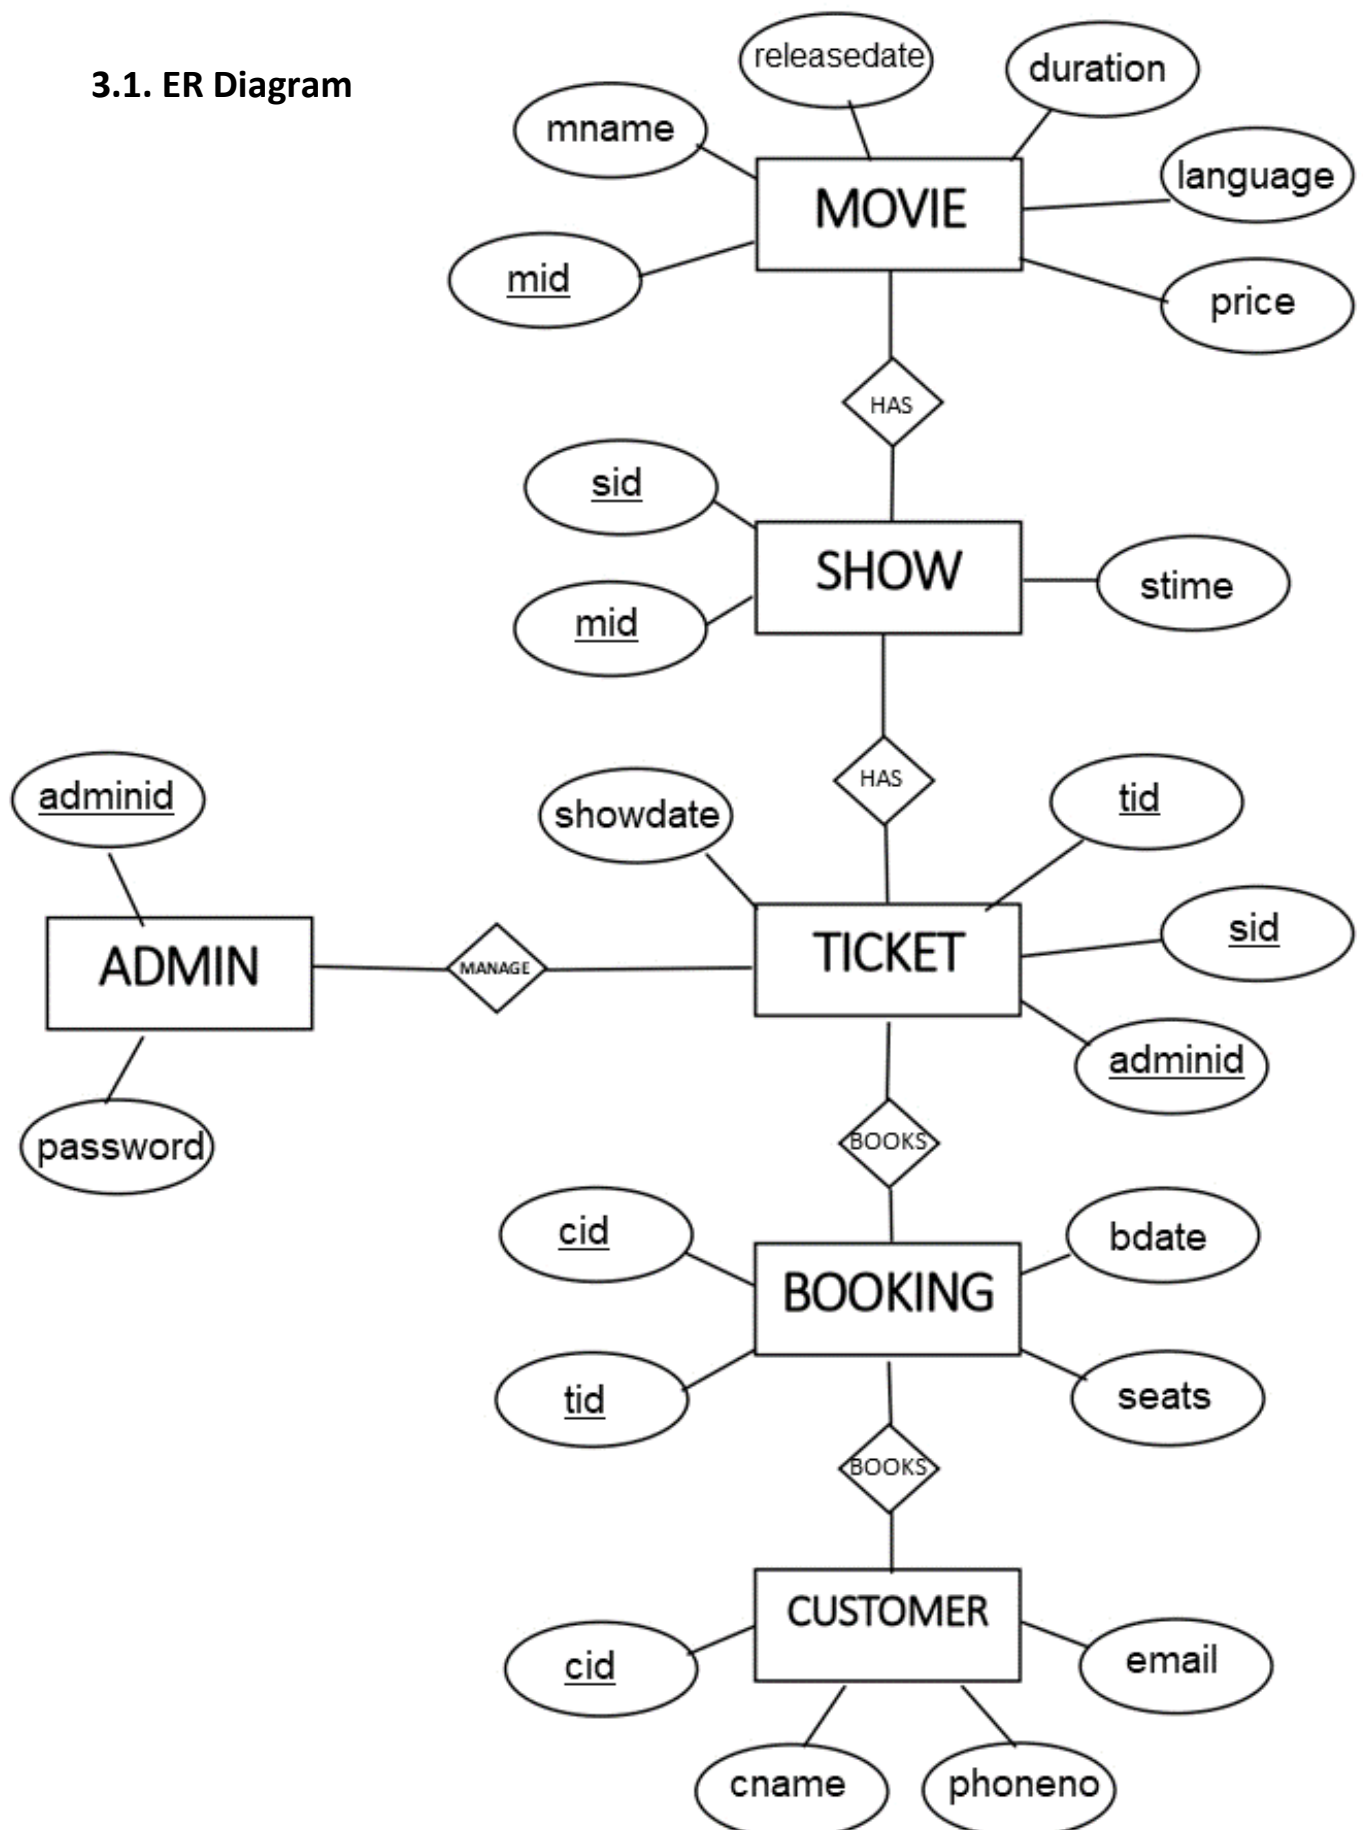 3.1. ER Diagram
releasedate
duration
mname
language
MOVIE
mid
price
HAS
sid
SHOW
stime
mid
HAS
adminid
showdate
tid
sid
ADMIN
MANAGE
TICKET
adminid
password
BOOKS
cid
bdate
BOOKING
tid
seats
BOOKS
CUSTOMER
cid
email
cname
phoneno